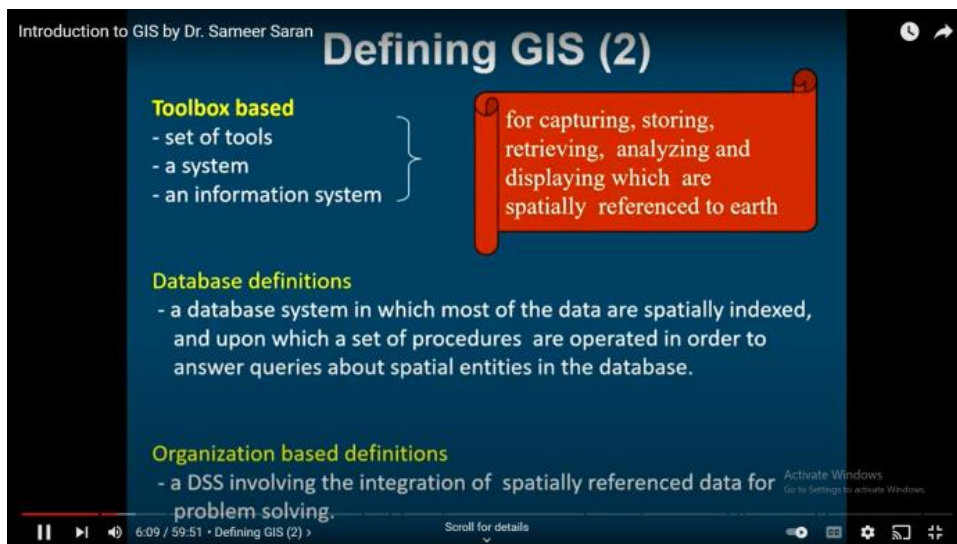 Introduction to GIS by Dr. Sameer Saran
Defining GIS (2)
Toolbox based
- set of tools
- a system
- an information system
for capturing, storing,
retrieving, analyzing and
displaying which are
spatially referenced to earth
Database definitions
- a database system in which most of the data are spatially indexed,
and upon which a set of procedures are operated in order to
answer queries about spatial entities in the database.
Organization based definitions
- a DSS involving the integration of spatially referenced data for
problem solving.
Activate Windows
Go to Settings to activate Windows.
6:09 / 59:51 • Defining GIS (2) >
Scroll for details